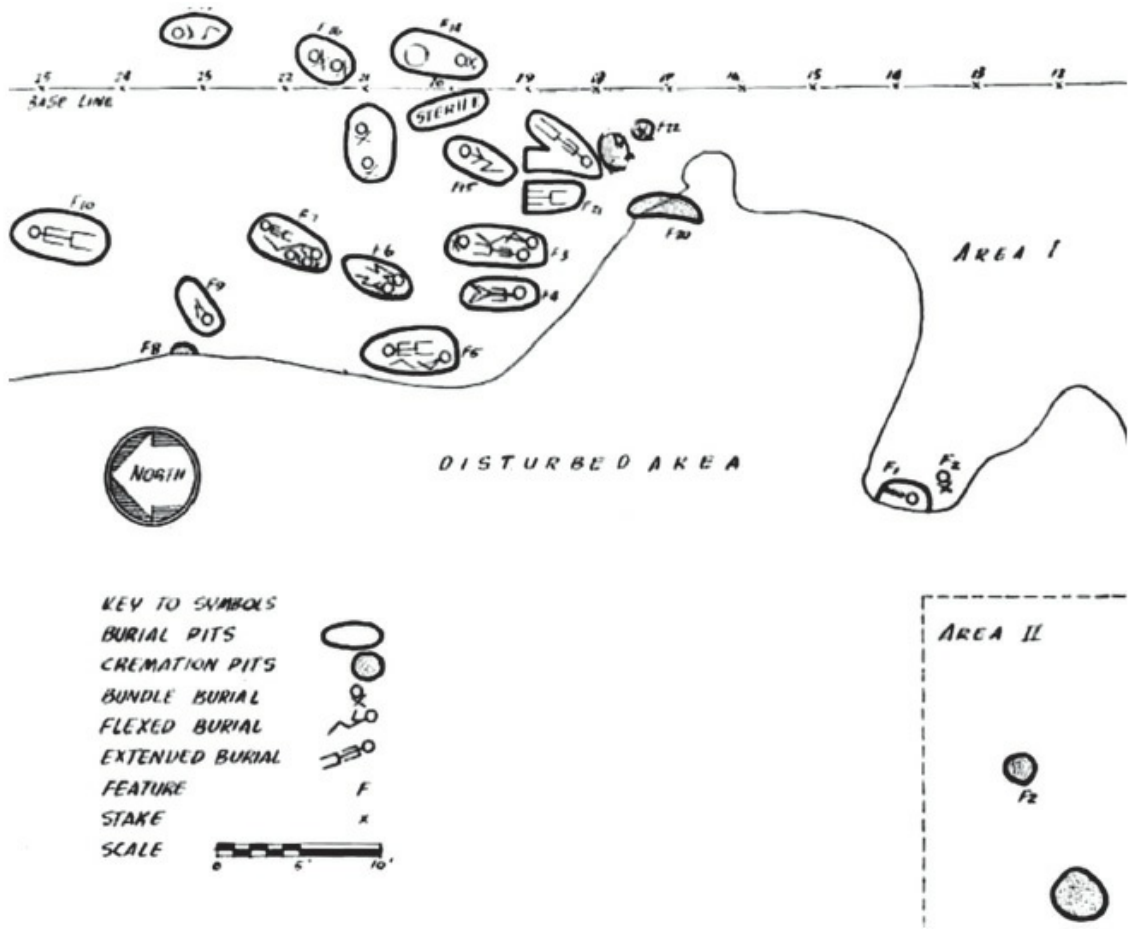 F16
F14
25 24 23 22 21 20 19 18 17 16 15 14 13 12
BASE LINE
STERILE
F22
F15
F21
F10
F7
F20
F6
F3
AREA I
F9
F4
F8
F5
NORTH
DISTURBED AREA
F1
F2
KEY TO SYMBOLS
BURIAL PITS
CREMATION PITS
BUNDLE BURIAL
FLEXED BURIAL
EXTENDED BURIAL
FEATURE F
STAKE x
SCALE
0 5' 10'
AREA II
F2